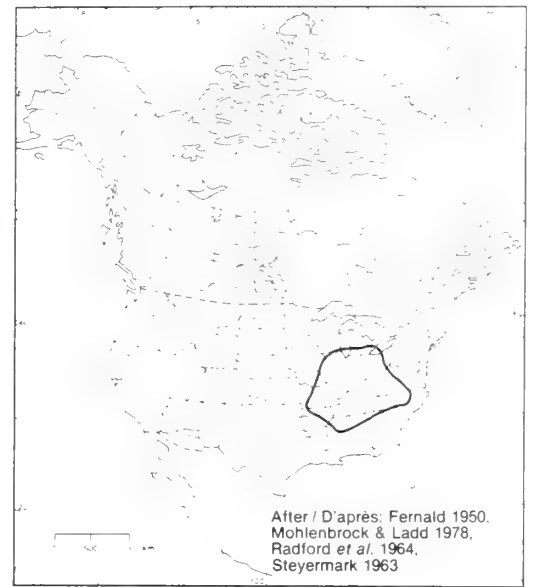 After / D'après: Fernald 1950,
Mohlenbrock & Ladd 1978,
Radford et al. 1964,
Steyermark 1963